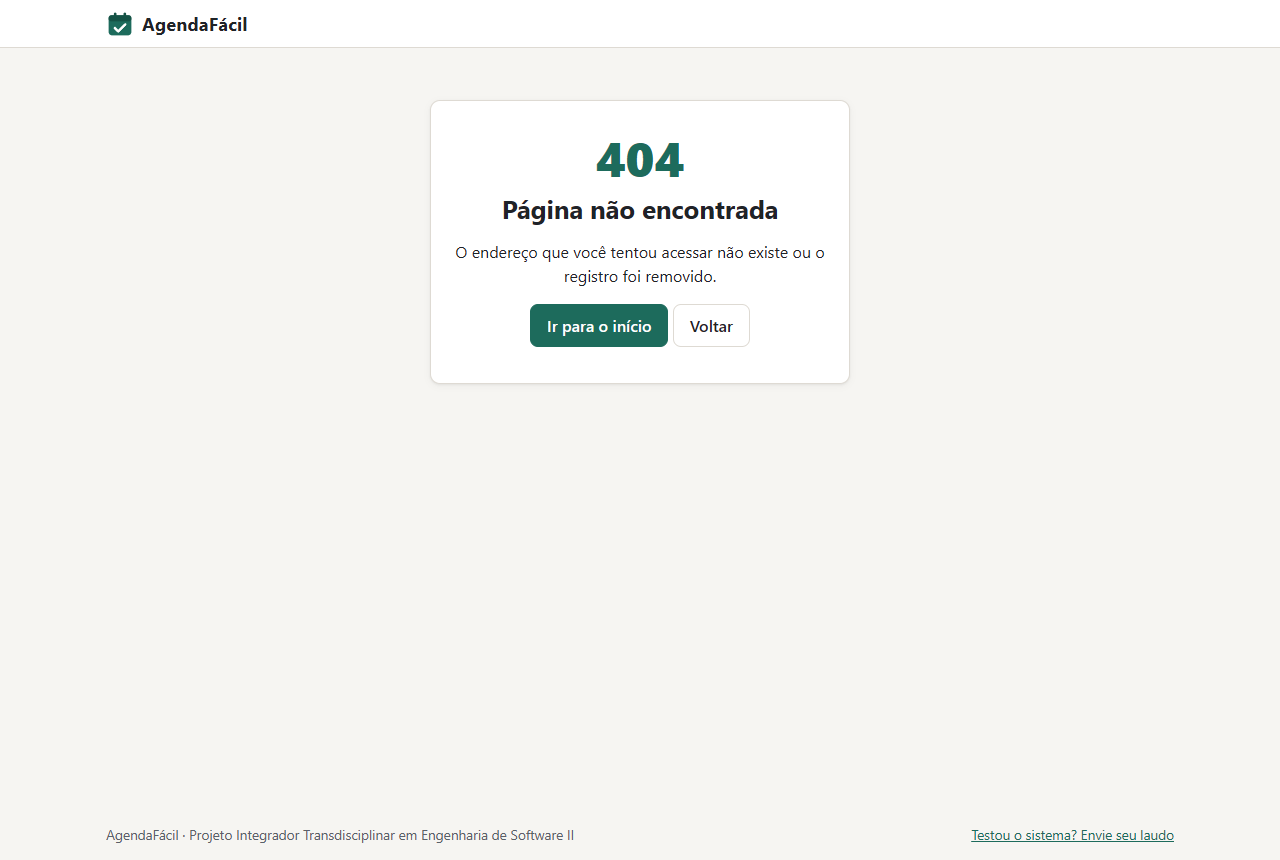 AgendaFácil
404
Página não encontrada
O endereço que você tentou acessar não existe ou o
registro foi removido.
Ir para o início
Voltar
AgendaFácil · Projeto Integrador Transdisciplinar em Engenharia de Software II
Testou o sistema? Envie seu laudo